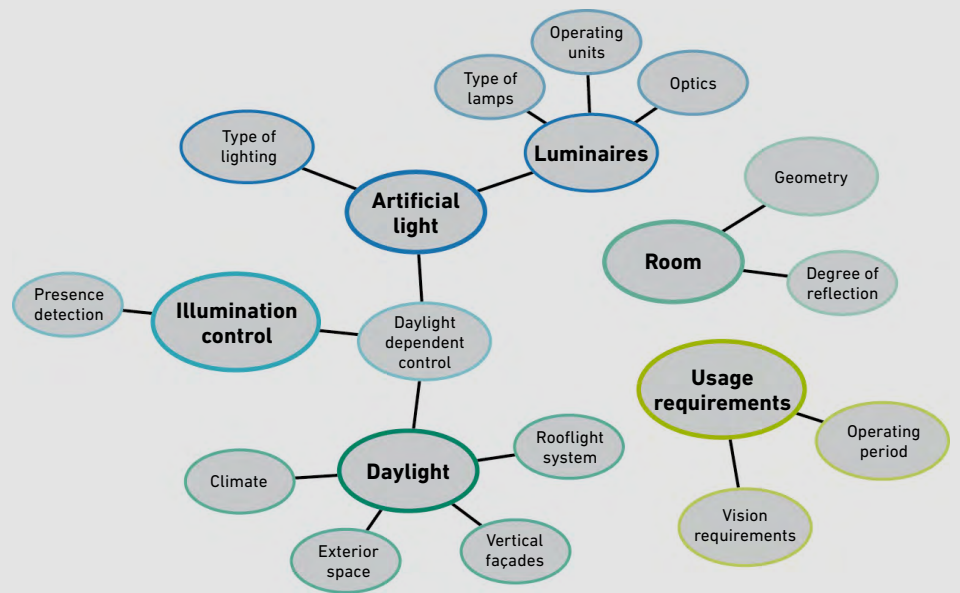 Operating
units
Type of
lamps
Optics
Luminaires
Type of
lighting
Artificial
light
Geometry
Room
Degree of
reflection
Presence
detection
Illumination
control
Daylight
dependent
control
Usage
requirements
Operating
period
Vision
requirements
Rooflight
system
Daylight
Climate
Exterior
space
Vertical
façades